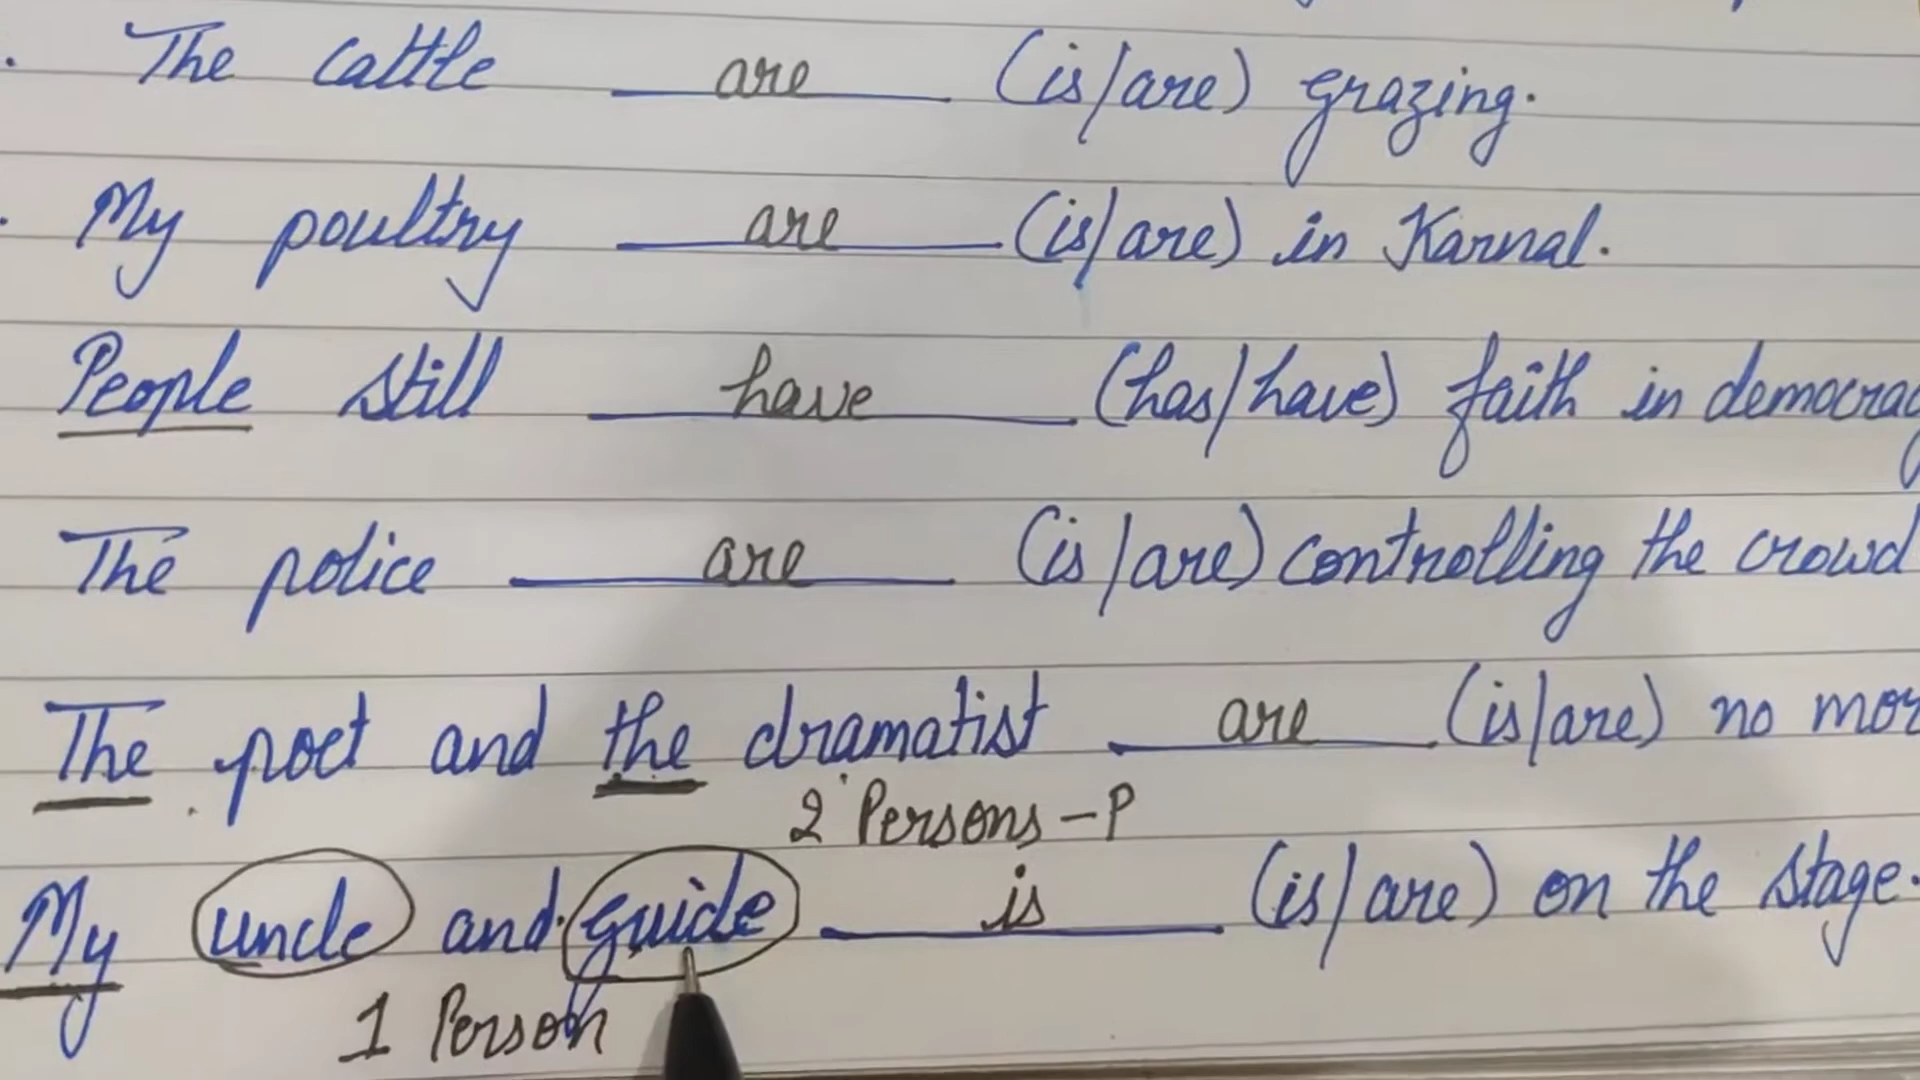 The cattle are (is/are) grazing.
My poultry are (is/are) in Karnal.
People still have (has/have) faith in democrac
The police are (is/are) controlling the crowd
The poet and the dramatist are (is/are) no mor
2 Persons - P
My uncle and guide is (is/are) on the stage.
1 Person